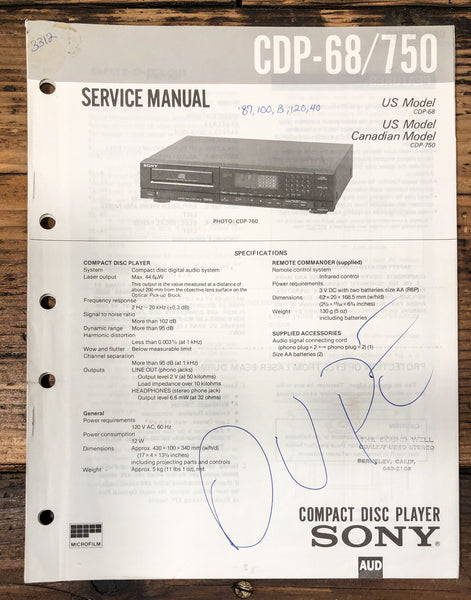 3312
CDP-68/750
SERVICE MANUAL
'87, 100, B, 120, 40
US Model
CDP-68
US Model
Canadian Model
CDP-750
SONY
PHOTO: CDP-750
SPECIFICATIONS
COMPACT DISC PLAYER
System Compact disc digital audio system
Laser output Max. 44.6μW
This output is the value measured at a distance of
about 200 mm from the objective lens surface on the
Optical Pick-up Block.
Frequency response
2 Hz – 20 kHz (±0.3 dB)
Signal to noise ratio
More than 102 dB
Dynamic range More than 95 dB
Harmonic distortion
Less than 0.003% (at 1 kHz)
Wow and flutter Below measurable limit
Channel separation
More than 95 dB (at 1 kHz)
Outputs LINE OUT (phono jacks)
Output level 2 V (at 50 kilohms)
Load impedance over 10 kilohms
HEADPHONES (stereo phone jack)
Output level 6.6 mW (at 32 ohms)
General
Power requirements
120 V AC, 60 Hz
Power consumption
12 W
Dimensions Approx. 430 × 100 × 340 mm (w/h/d)
(17 × 4 × 13½ inches)
including projecting parts and controls
Weight Approx. 5 kg (11 lbs 1 oz), net
REMOTE COMMANDER (supplied)
Remote control system
Infrared control
Power requirements
3 V DC with two batteries size AA (R6P)
Dimensions 62 × 20 × 168.5 mm (w/h/d)
Weight 130 g (5 oz)
including batteries
SUPPLIED ACCESSORIES
Audio signal connecting cord
(phono plug × 2 ⟷ phono plug × 2) (1)
Size AA batteries (2)
DUPE
THE SOUND WELL
BERKELEY, CALIF.
MICROFILM
COMPACT DISC PLAYER
SONY®
AUD